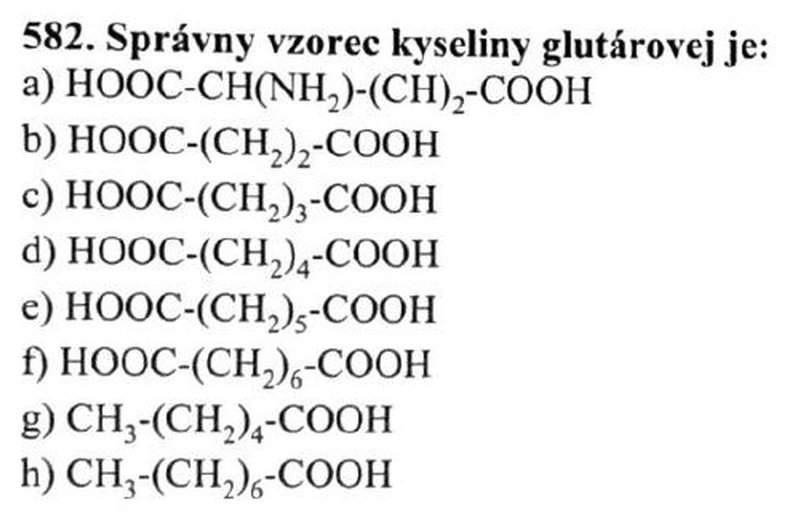 582. Správny vzorec kyseliny glutárovej je:
a) HOOC-CH(NH₂)-(CH)₂-COOH
b) HOOC-(CH₂)₂-COOH
c) HOOC-(CH₂)₃-COOH
d) HOOC-(CH₂)₄-COOH
e) HOOC-(CH₂)₅-COOH
f) HOOC-(CH₂)₆-COOH
g) CH₃-(CH₂)₄-COOH
h) CH₃-(CH₂)₆-COOH